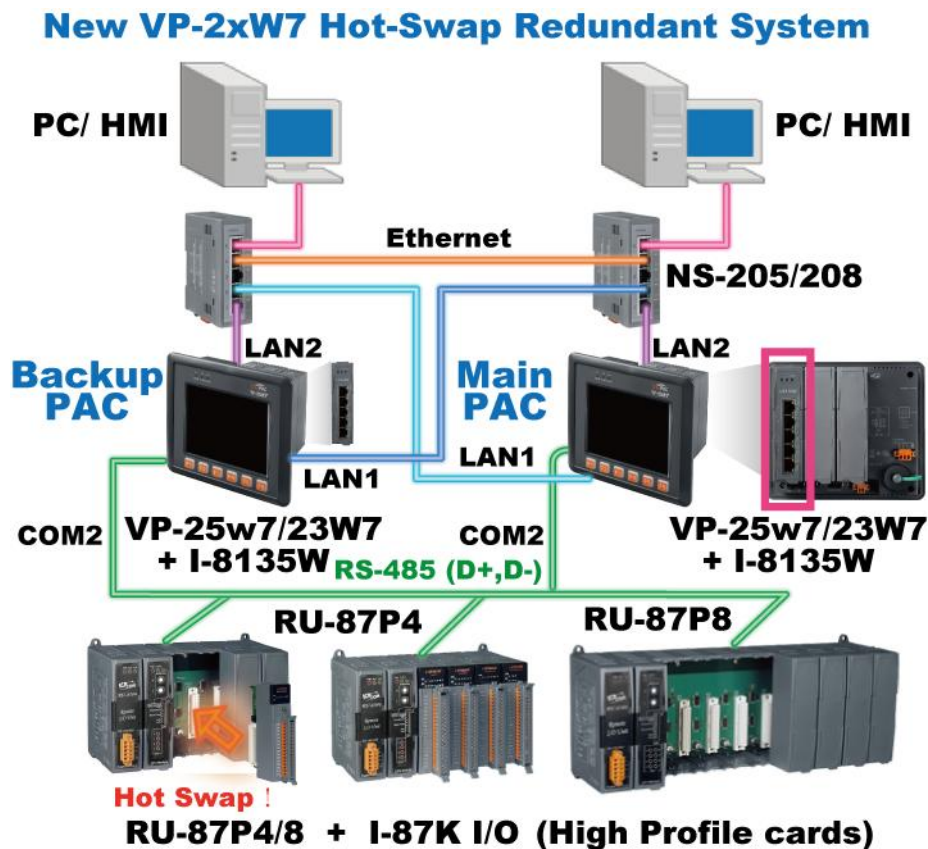 New VP-2xW7 Hot-Swap Redundant System
PC/ HMI
PC/ HMI
Ethernet
NS-205/208
LAN2
LAN2
Backup
PAC
Main
PAC
LAN1
LAN1
COM2
VP-25w7/23W7
+ I-8135W
COM2
VP-25w7/23W7
+ I-8135W
RS-485 (D+,D-)
RU-87P4
RU-87P8
Hot Swap !
RU-87P4/8 + I-87K I/O (High Profile cards)